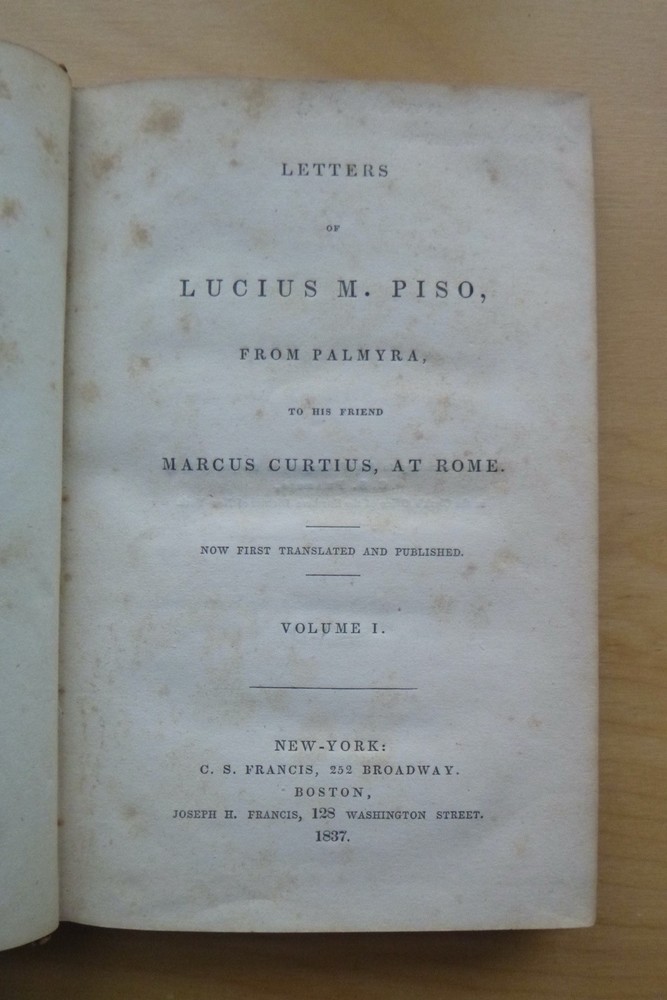 LETTERS
OF
LUCIUS M. PISO,
FROM PALMYRA,
TO HIS FRIEND
MARCUS CURTIUS, AT ROME.
NOW FIRST TRANSLATED AND PUBLISHED.
VOLUME I.
NEW-YORK:
C. S. FRANCIS, 252 BROADWAY.
BOSTON,
JOSEPH H. FRANCIS, 128 WASHINGTON STREET.
1837.